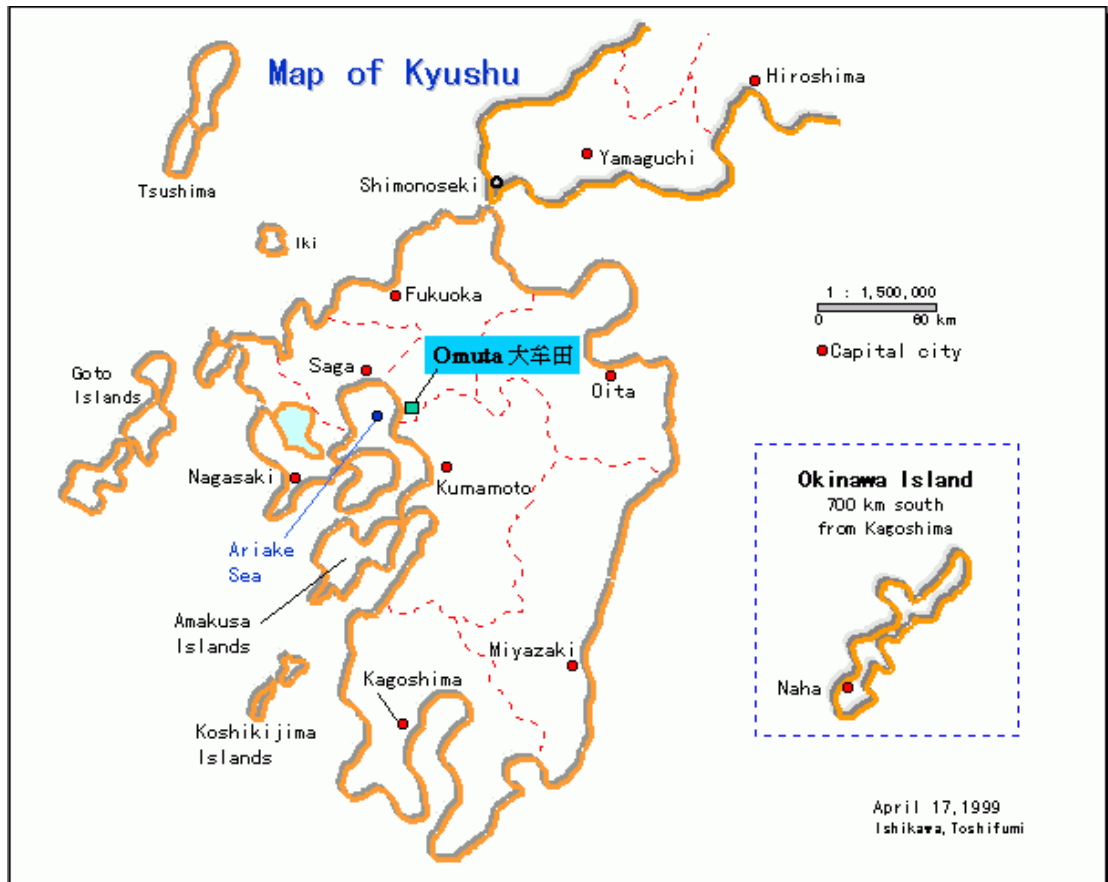 Map of Kyushu
Hiroshima
Yamaguchi
Shimonoseki
Tsushima
Iki
Fukuoka
1 : 1,500,000
0 60 km
Capital city
Omuta 大牟田
Saga
Goto
Islands
Oita
Nagasaki
Kumamoto
Okinawa Island
700 km south
from Kagoshima
Ariake
Sea
Amakusa
Islands
Miyazaki
Kagoshima
Naha
Koshikijima
Islands
April 17,1999
Ishikawa,Toshifumi